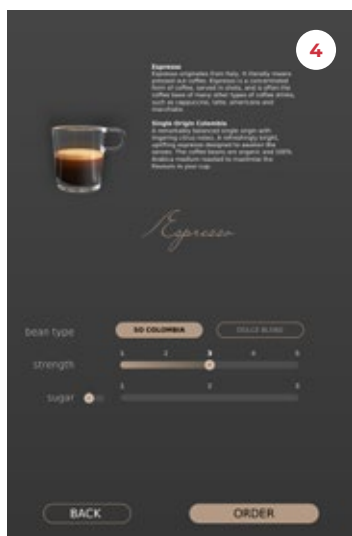 4
Espresso
Espresso originates from Italy. It literally means
pressed out coffee. Espresso is a concentrated
form of coffee, served in shots, and is often the
coffee base of many other types of coffee drinks,
such as cappuccino, latte, americano and
macchiato.
Single Origin Colombia
A remarkably balanced single origin with
lingering citrus notes. A refreshingly bright,
uplifting espresso designed to awaken the
senses. The coffee beans are organic and 100%
Arabica medium roasted to maximise the
flavours in your cup.
Espresso
bean type
SO COLOMBIA
DOLCE BLEND
1 2 3 4 5
strength
1 2 3
sugar
BACK
ORDER